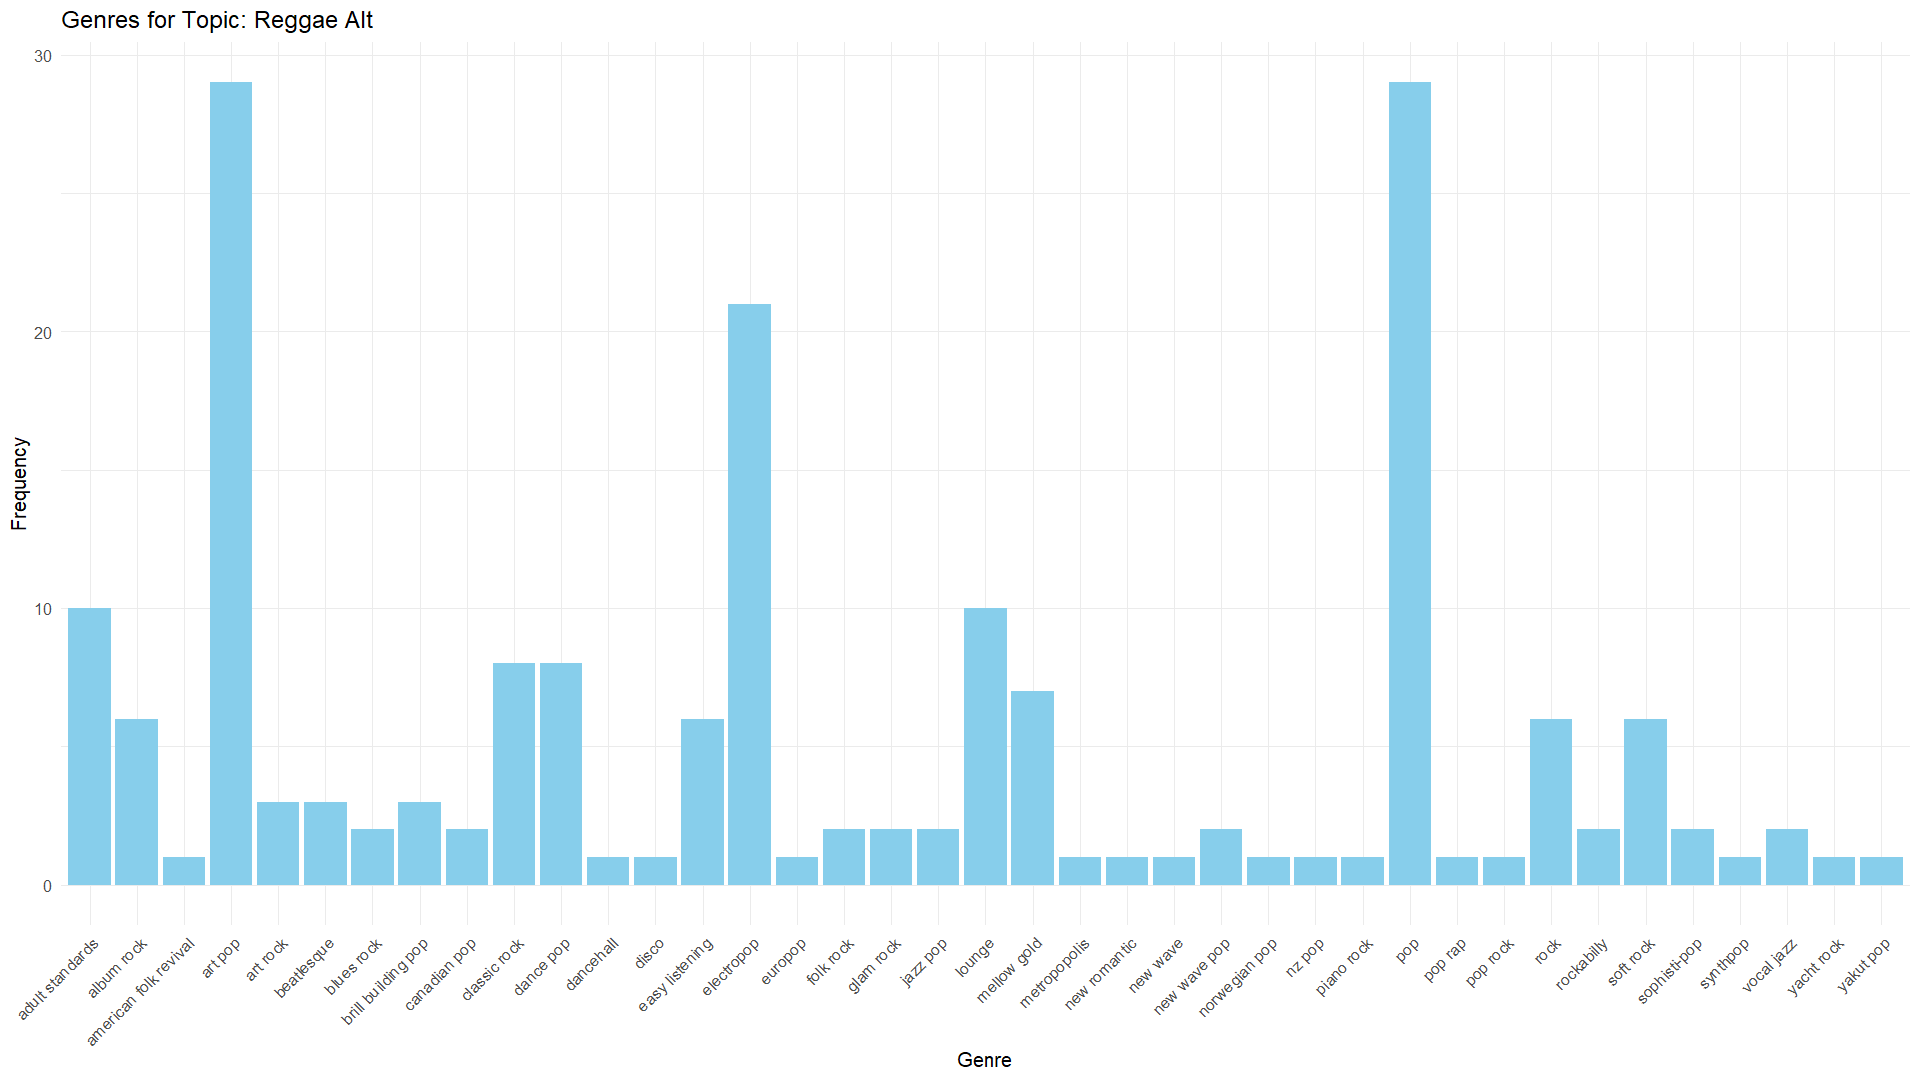 Genres for Topic: Reggae Alt
Frequency
30
20
10
0
adult standards
album rock
american folk revival
art pop
art rock
beatlesque
blues rock
brill building pop
canadian pop
classic rock
dance pop
dancehall
disco
easy listening
electropop
europop
folk rock
glam rock
jazz pop
lounge
mellow gold
metropopolis
new romantic
new wave
new wave pop
norwegian pop
nz pop
piano rock
pop
pop rap
pop rock
rock
rockabilly
soft rock
sophisti-pop
synthpop
vocal jazz
yacht rock
yakut pop
Genre